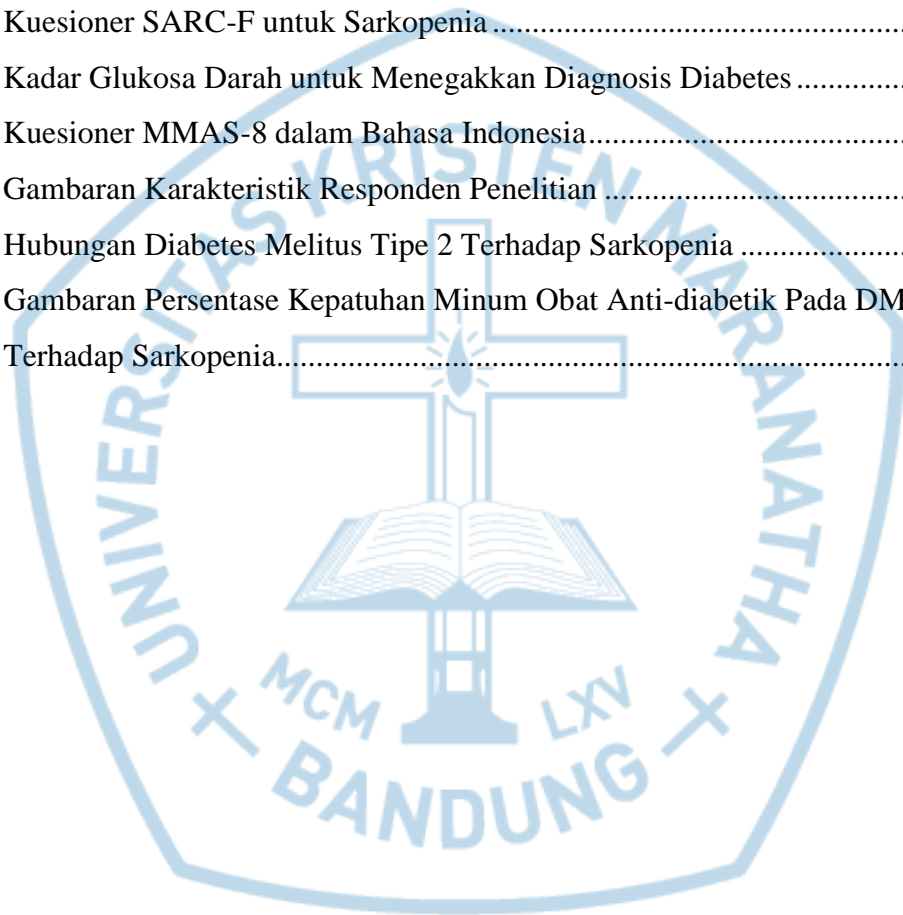 Kuesioner SARC-F untuk Sarkopenia ..................................................
Kadar Glukosa Darah untuk Menegakkan Diagnosis Diabetes .............
Kuesioner MMAS-8 dalam Bahasa Indonesia......................................
Gambaran Karakteristik Responden Penelitian ....................................
Hubungan Diabetes Melitus Tipe 2 Terhadap Sarkopenia ....................
Gambaran Persentase Kepatuhan Minum Obat Anti-diabetik Pada DM
Terhadap Sarkopenia.............................................................................
UNIVERSITAS KRISTEN MARANATHA
MCM LXV
BANDUNG